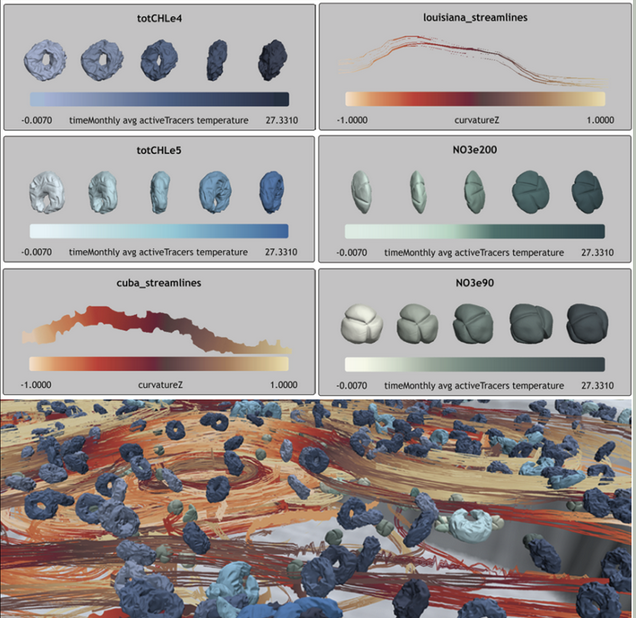 totCHLe4
-0.0070 timeMonthly avg activeTracers temperature 27.3310
louisiana_streamlines
-1.0000 curvatureZ 1.0000
totCHLe5
-0.0070 timeMonthly avg activeTracers temperature 27.3310
NO3e200
-0.0070 timeMonthly avg activeTracers temperature 27.3310
cuba_streamlines
-1.0000 curvatureZ 1.0000
NO3e90
-0.0070 timeMonthly avg activeTracers temperature 27.3310